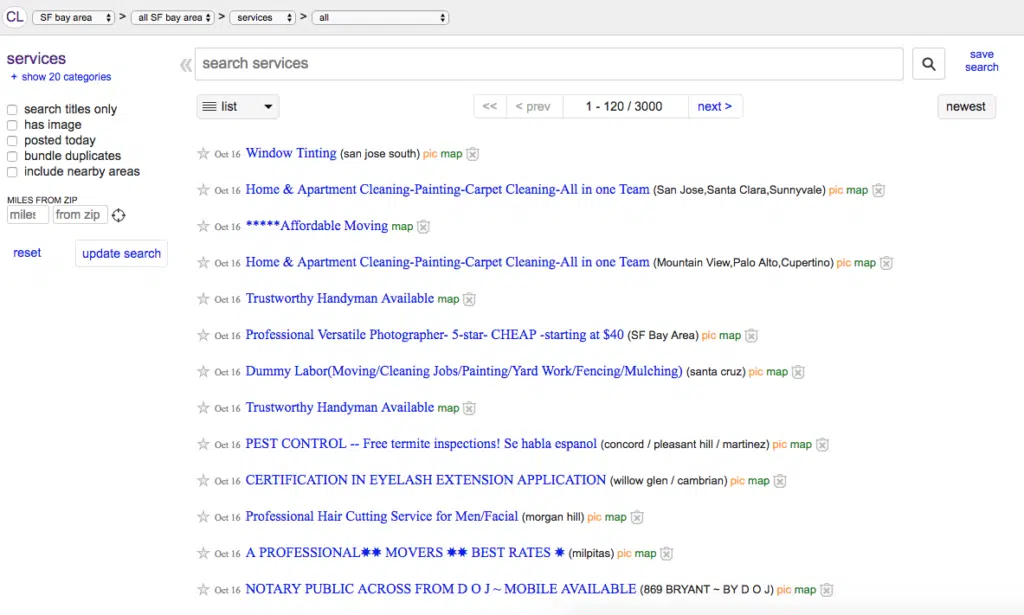 CL SF bay area > all SF bay area > services > all
services
+ show 20 categories
search titles only
has image
posted today
bundle duplicates
include nearby areas
MILES FROM ZIP
miles from zip
reset update search
« search services save search
list << < prev 1 - 120 / 3000 next > newest
☆ Oct 16 Window Tinting (san jose south) pic map
☆ Oct 16 Home & Apartment Cleaning-Painting-Carpet Cleaning-All in one Team (San Jose,Santa Clara,Sunnyvale) pic map
☆ Oct 16 *****Affordable Moving map
☆ Oct 16 Home & Apartment Cleaning-Painting-Carpet Cleaning-All in one Team (Mountain View,Palo Alto,Cupertino) pic map
☆ Oct 16 Trustworthy Handyman Available map
☆ Oct 16 Professional Versatile Photographer- 5-star- CHEAP -starting at $40 (SF Bay Area) pic map
☆ Oct 16 Dummy Labor(Moving/Cleaning Jobs/Painting/Yard Work/Fencing/Mulching) (santa cruz) pic map
☆ Oct 16 Trustworthy Handyman Available map
☆ Oct 16 PEST CONTROL -- Free termite inspections! Se habla espanol (concord / pleasant hill / martinez) pic map
☆ Oct 16 CERTIFICATION IN EYELASH EXTENSION APPLICATION (willow glen / cambrian) pic map
☆ Oct 16 Professional Hair Cutting Service for Men/Facial (morgan hill) pic map
☆ Oct 16 A PROFESSIONAL✷✷ MOVERS ✷✷ BEST RATES ✷ (milpitas) pic map
☆ Oct 16 NOTARY PUBLIC ACROSS FROM D O J ~ MOBILE AVAILABLE (869 BRYANT ~ BY D O J) pic map